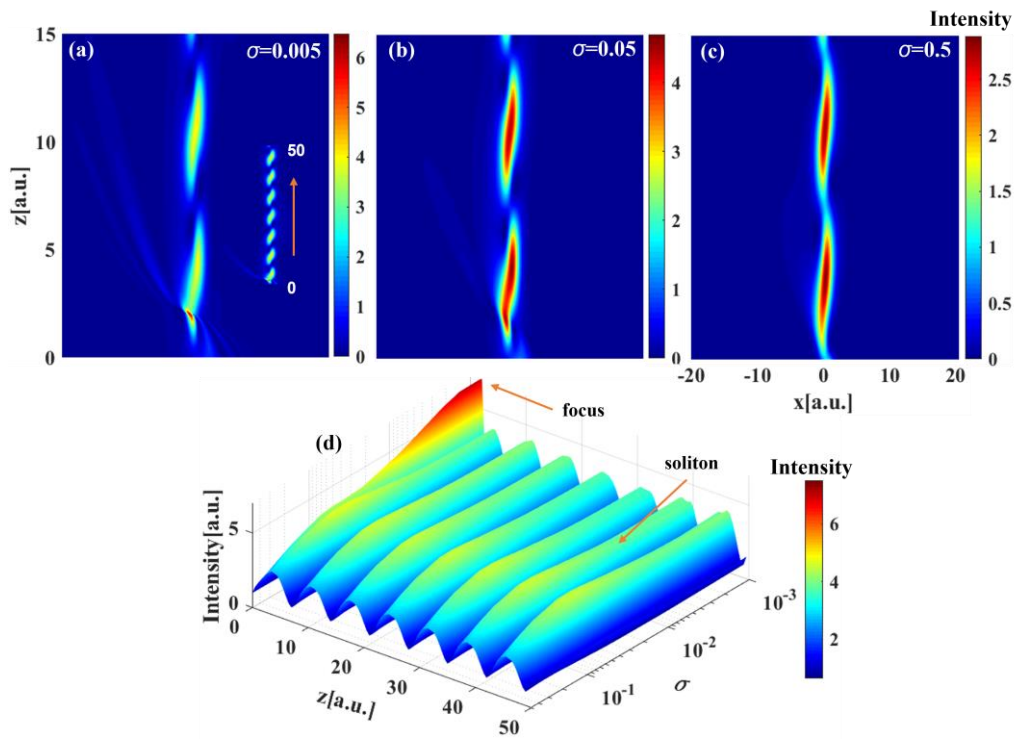 Intensity
15 (a) σ=0.005 6 (b) σ=0.05 (c) σ=0.5
2.5
4
5
10 50 2
4 3
z[a.u.]
1.5
3 2
5 1
2
1 0.5
1 0
0 0 0 0
-20 -10 0 10 20
x[a.u.]
focus
(d)
soliton
Intensity
Intensity[a.u.]
5
0
6
4
2
0 10 20 30 40 50
z[a.u.]
10⁻³
10⁻²
10⁻¹
σ